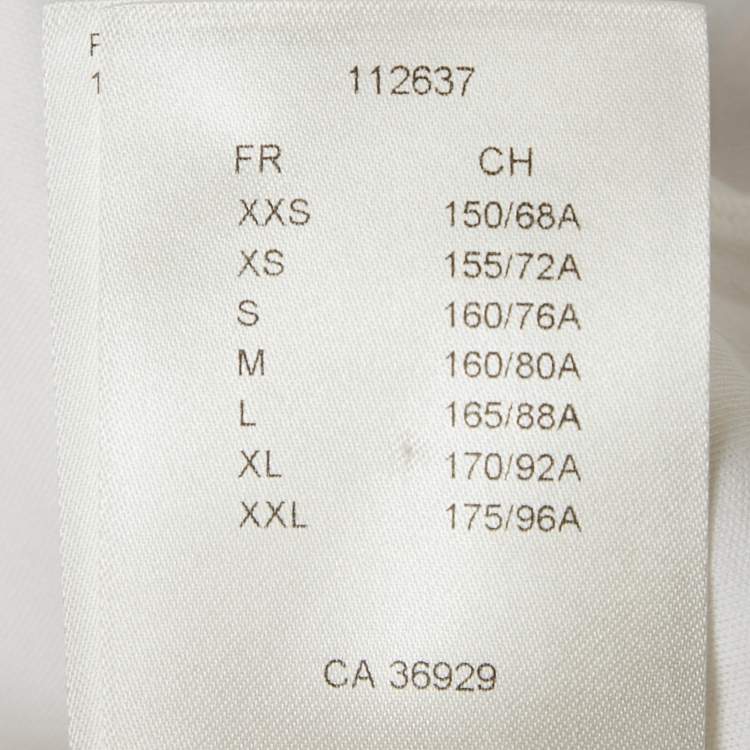 F
1
112637
FR CH
XXS 150/68A
XS 155/72A
S 160/76A
M 160/80A
L 165/88A
XL 170/92A
XXL 175/96A
CA 36929